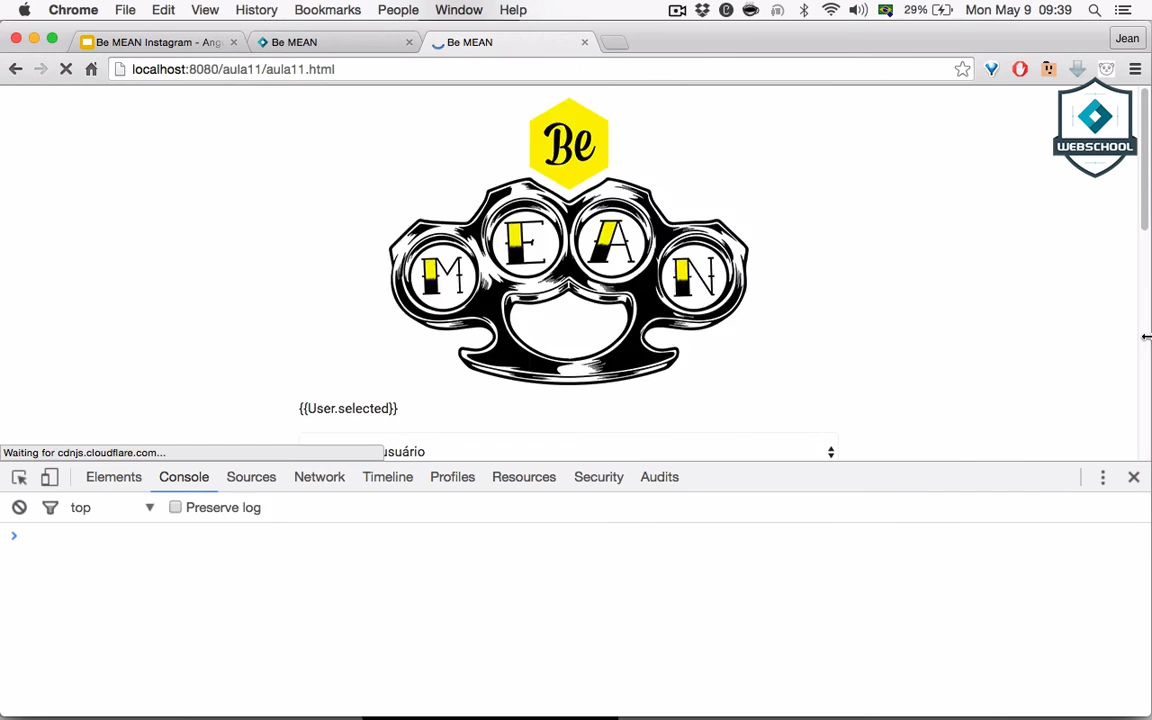 Chrome File Edit View History Bookmarks People Window Help 29% Mon May 9 09:39
Be MEAN Instagram - Ang Be MEAN Be MEAN Jean
localhost:8080/aula11/aula11.html
WEBSCHOOL
Be
M E A N
{{User.selected}}
usuário
Waiting for cdnjs.cloudflare.com...
Elements Console Sources Network Timeline Profiles Resources Security Audits
top Preserve log